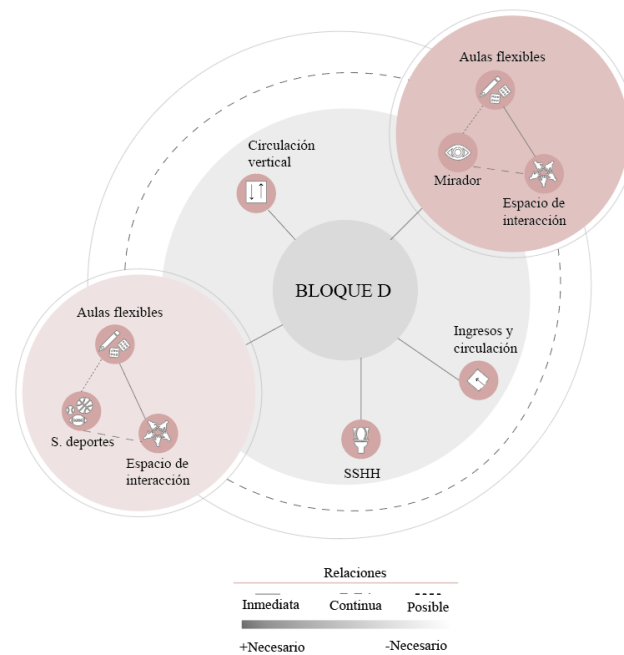 Aulas flexibles
Mirador
Espacio de
interacción
Circulación
vertical
BLOQUE D
Aulas flexibles
S. deportes
Espacio de
interacción
Ingresos y
circulación
SSHH
Relaciones
Inmediata Continua Posible
+Necesario -Necesario